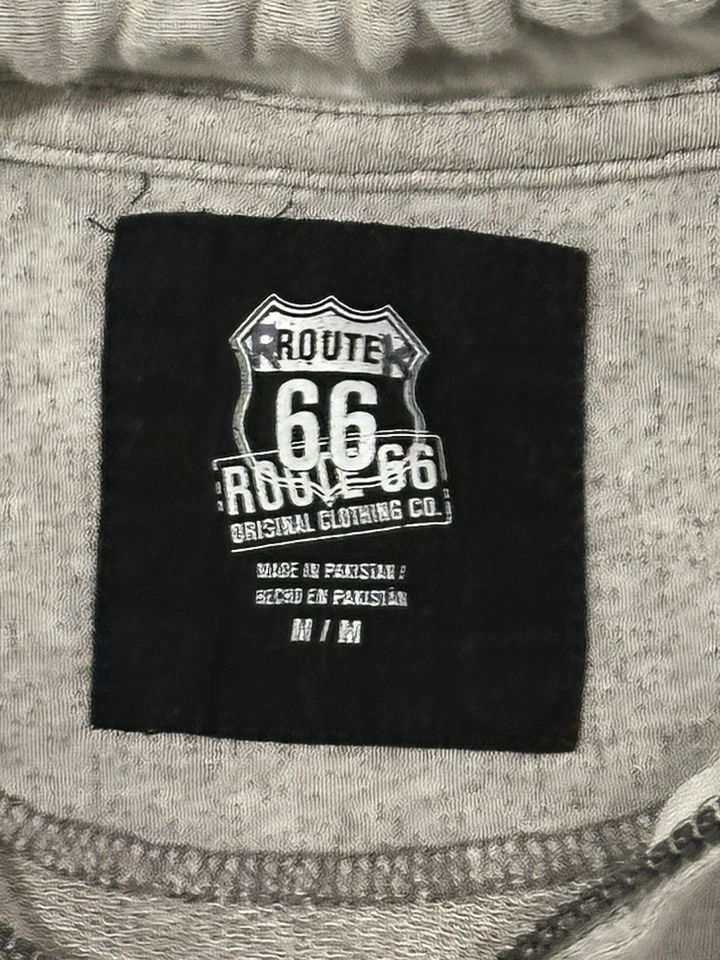 ROUTE
66
ROUTE 66
ORIGINAL CLOTHING CO.
MADE IN PAKISTAN /
HECHO EN PAKISTÁN
M / M